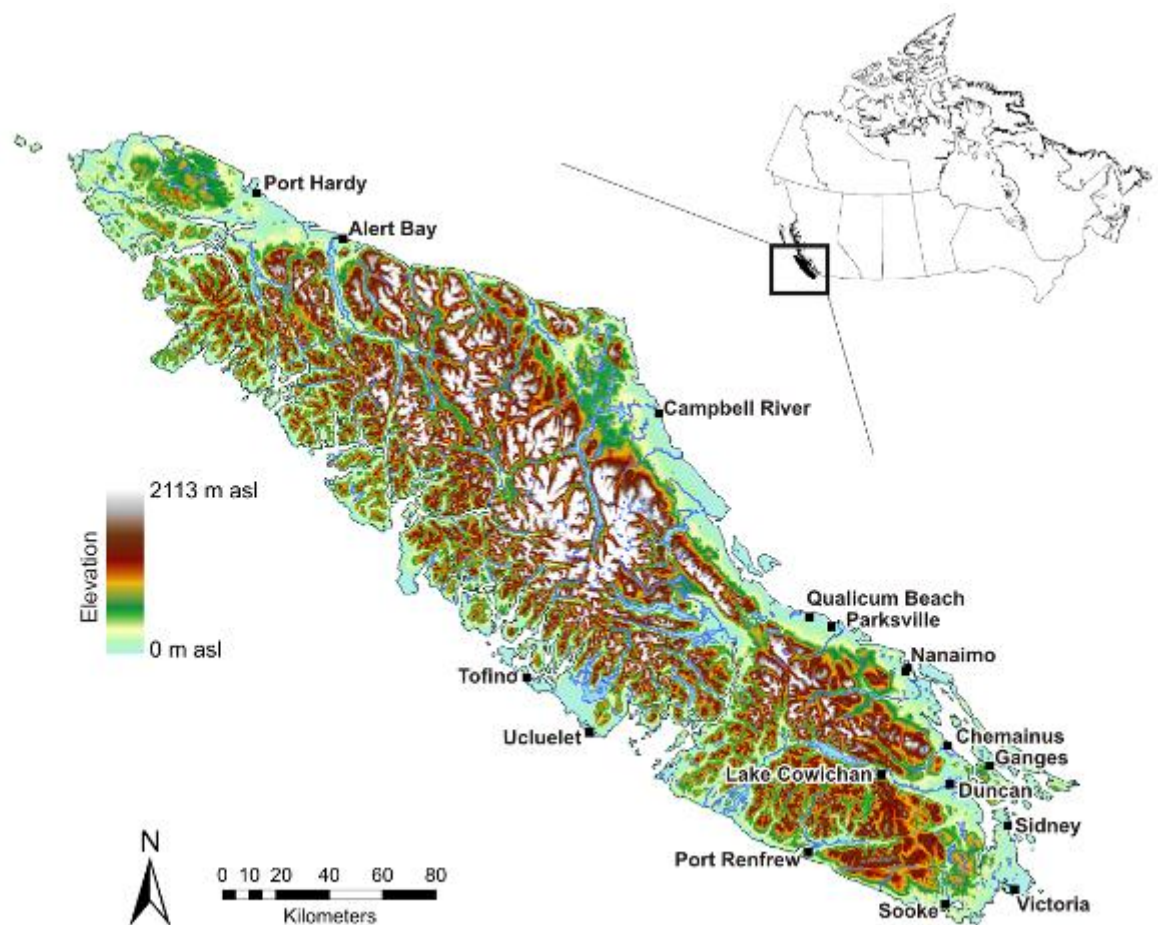 Port Hardy
Alert Bay
Campbell River
2113 m asl
Elevation
0 m asl
Qualicum Beach
Parksville
Nanaimo
Tofino
Ucluelet
Chemainus
Ganges
Lake Cowichan
Duncan
Sidney
Port Renfrew
Sooke
Victoria
N
0 10 20 40 60 80
Kilometers